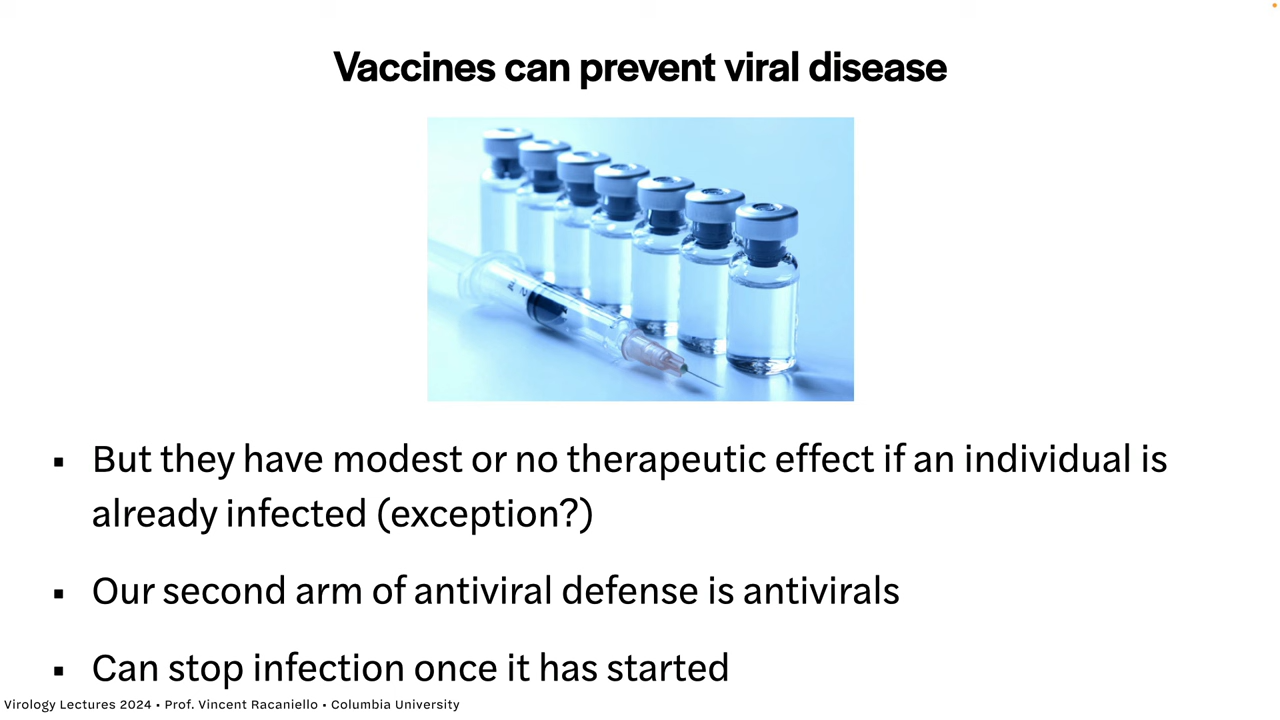 Vaccines can prevent viral disease
▪ But they have modest or no therapeutic effect if an individual is
already infected (exception?)
▪ Our second arm of antiviral defense is antivirals
▪ Can stop infection once it has started
Virology Lectures 2024 • Prof. Vincent Racaniello • Columbia University